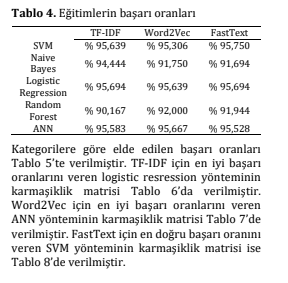 Tablo 4. Eğitimlerin başarı oranları
TF-IDF Word2Vec FastText
SVM % 95,639 % 95,306 % 95,750
Naive Bayes % 94,444 % 91,750 % 91,694
Logistic Regression % 95,694 % 95,639 % 95,694
Random Forest % 90,167 % 92,000 % 91,944
ANN % 95,583 % 95,667 % 95,528
Kategorilere göre elde edilen başarı oranları
Tablo 5'te verilmiştir. TF-IDF için en iyi başarı
oranlarını veren logistic resression yönteminin
karmaşıklık matrisi Tablo 6'da verilmiştir.
Word2Vec için en iyi başarı oranlarını veren
ANN yönteminin karmaşıklık matrisi Tablo 7'de
verilmiştir. FastText için en doğru başarı oranını
veren SVM yönteminin karmaşıklık matrisi ise
Tablo 8'de verilmiştir.